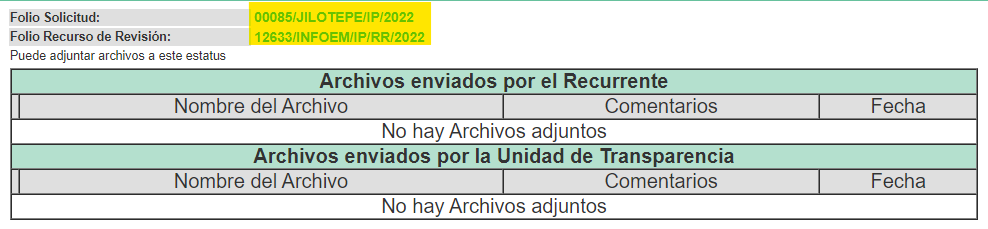 Folio Solicitud: 00085/JILOTEPE/IP/2022
Folio Recurso de Revisión: 12633/INFOEM/IP/RR/2022
Puede adjuntar archivos a este estatus
Archivos enviados por el Recurrente
Nombre del Archivo Comentarios Fecha
No hay Archivos adjuntos
Archivos enviados por la Unidad de Transparencia
Nombre del Archivo Comentarios Fecha
No hay Archivos adjuntos